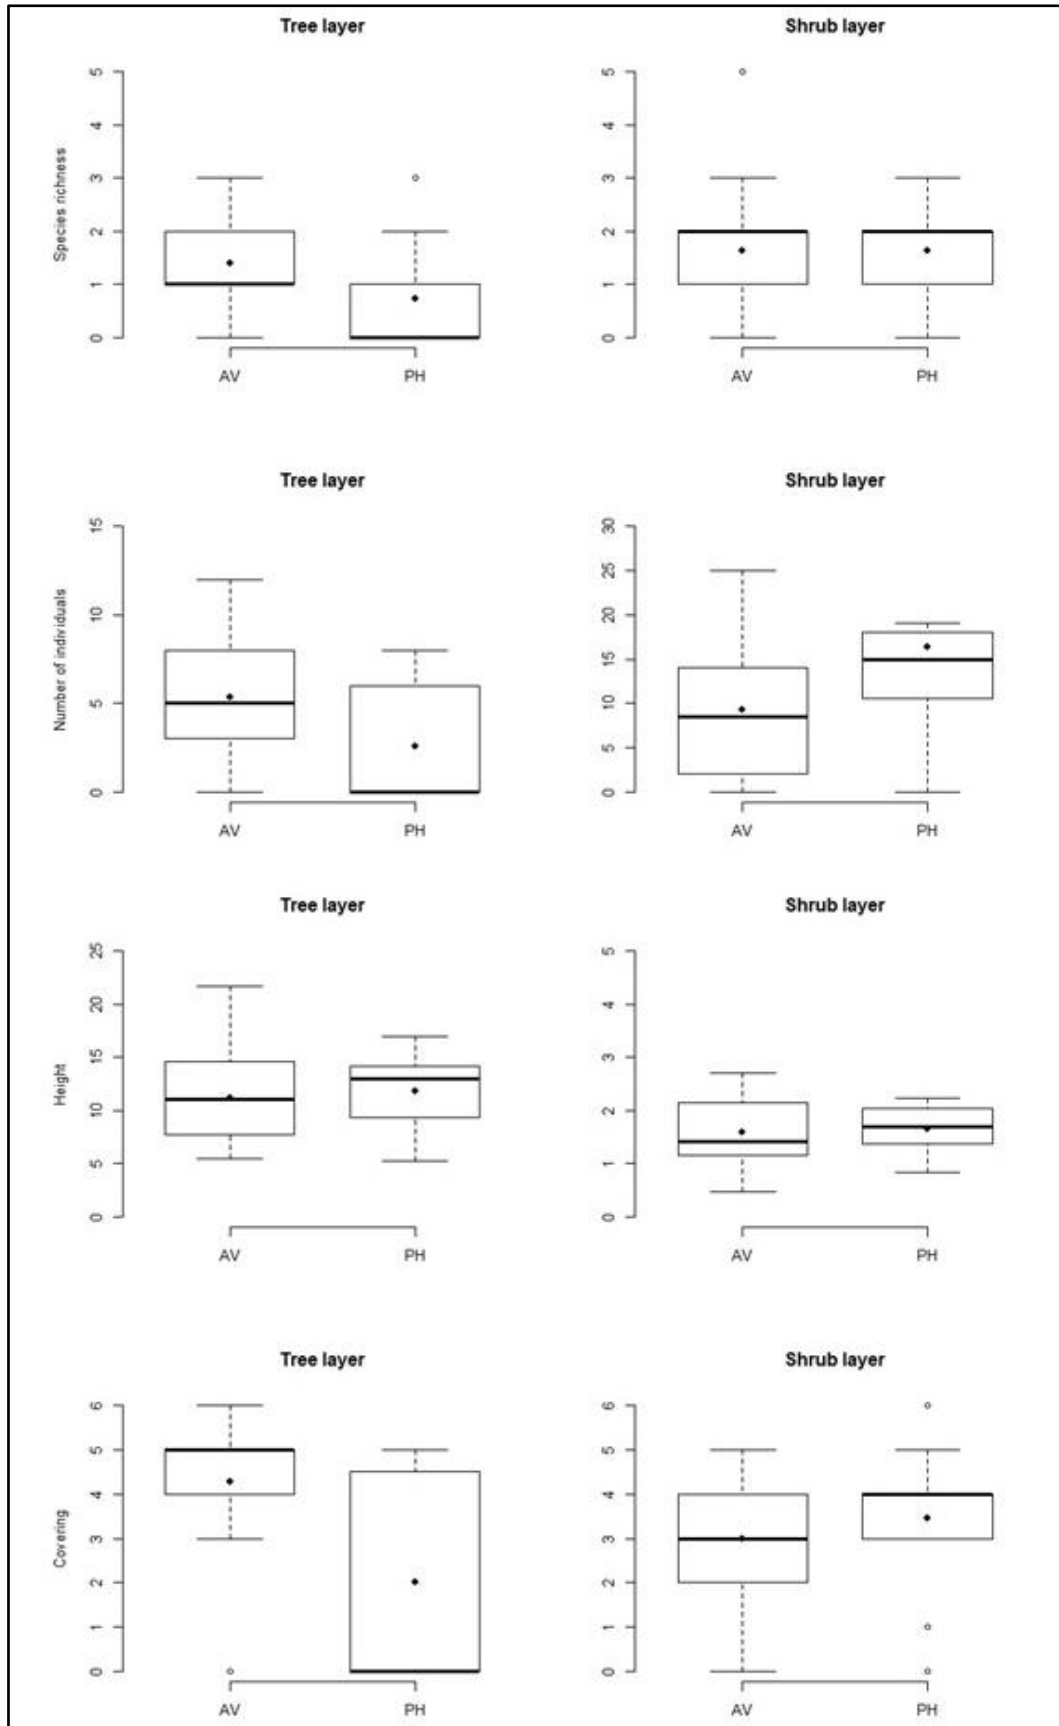 Tree layer
Shrub layer
Species richness
0 1 2 3 4 5
AV PH
0 1 2 3 4 5
AV PH
Tree layer
Shrub layer
Number of individuals
0 5 10 15
AV PH
0 5 10 15 20 25 30
AV PH
Tree layer
Shrub layer
Height
0 5 10 15 20 25
AV PH
0 1 2 3 4 5
AV PH
Tree layer
Shrub layer
Covering
0 1 2 3 4 5 6
AV PH
0 1 2 3 4 5 6
AV PH